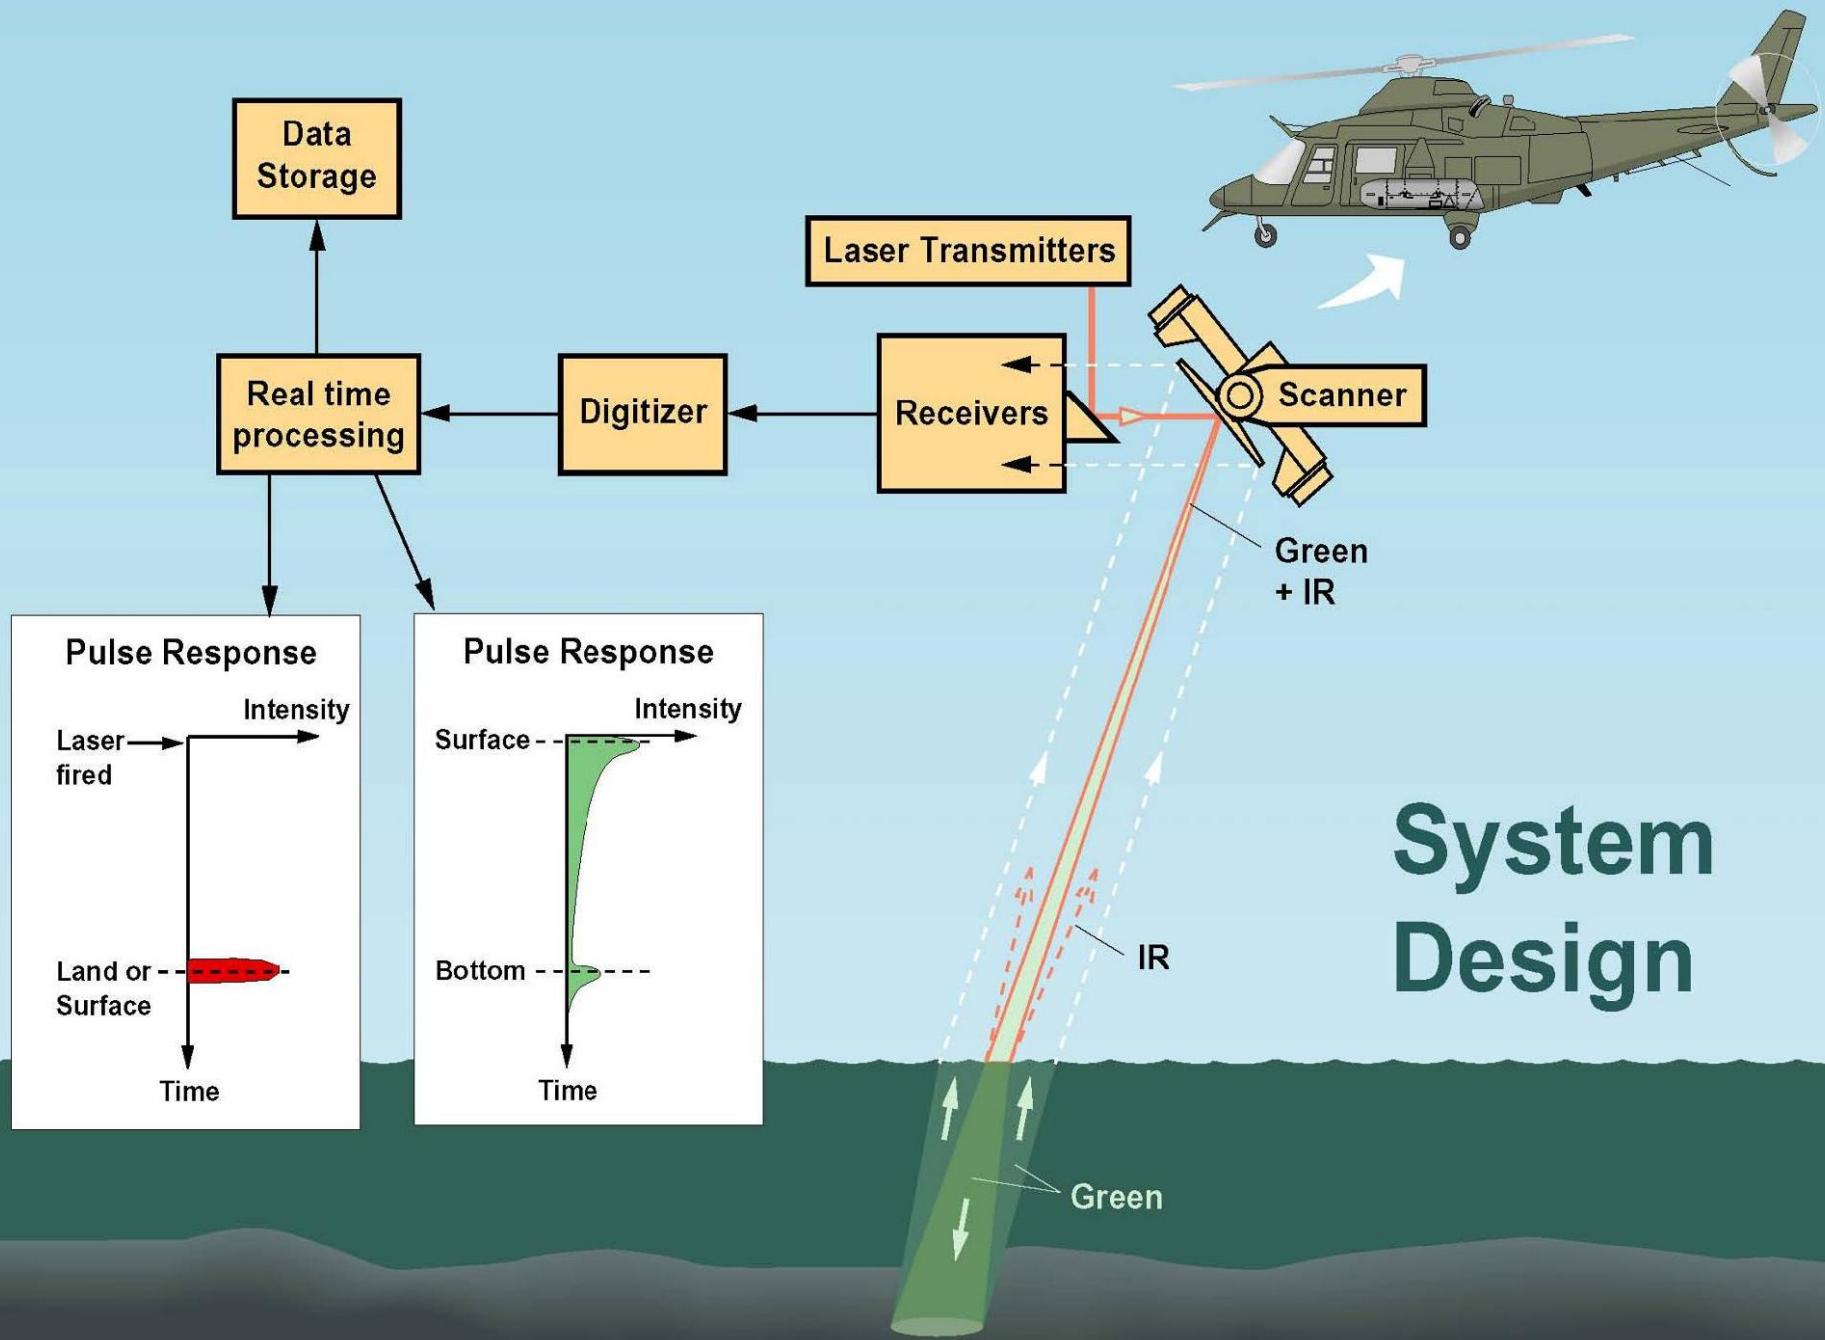 Data
Storage
Laser Transmitters
Real time
processing
Digitizer
Receivers
Scanner
Green
+ IR
Pulse Response
Intensity
Laser
fired
Land or
Surface
Time
Pulse Response
Intensity
Surface
Bottom
Time
IR
System
Design
Green